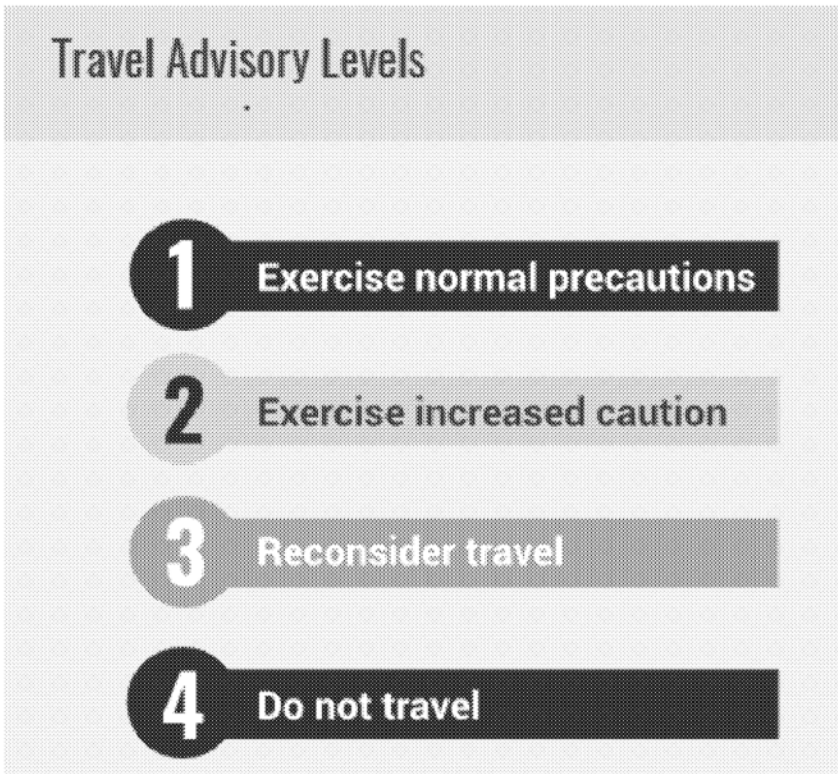 Travel Advisory Levels
1 Exercise normal precautions
2 Exercise increased caution
3 Reconsider travel
4 Do not travel